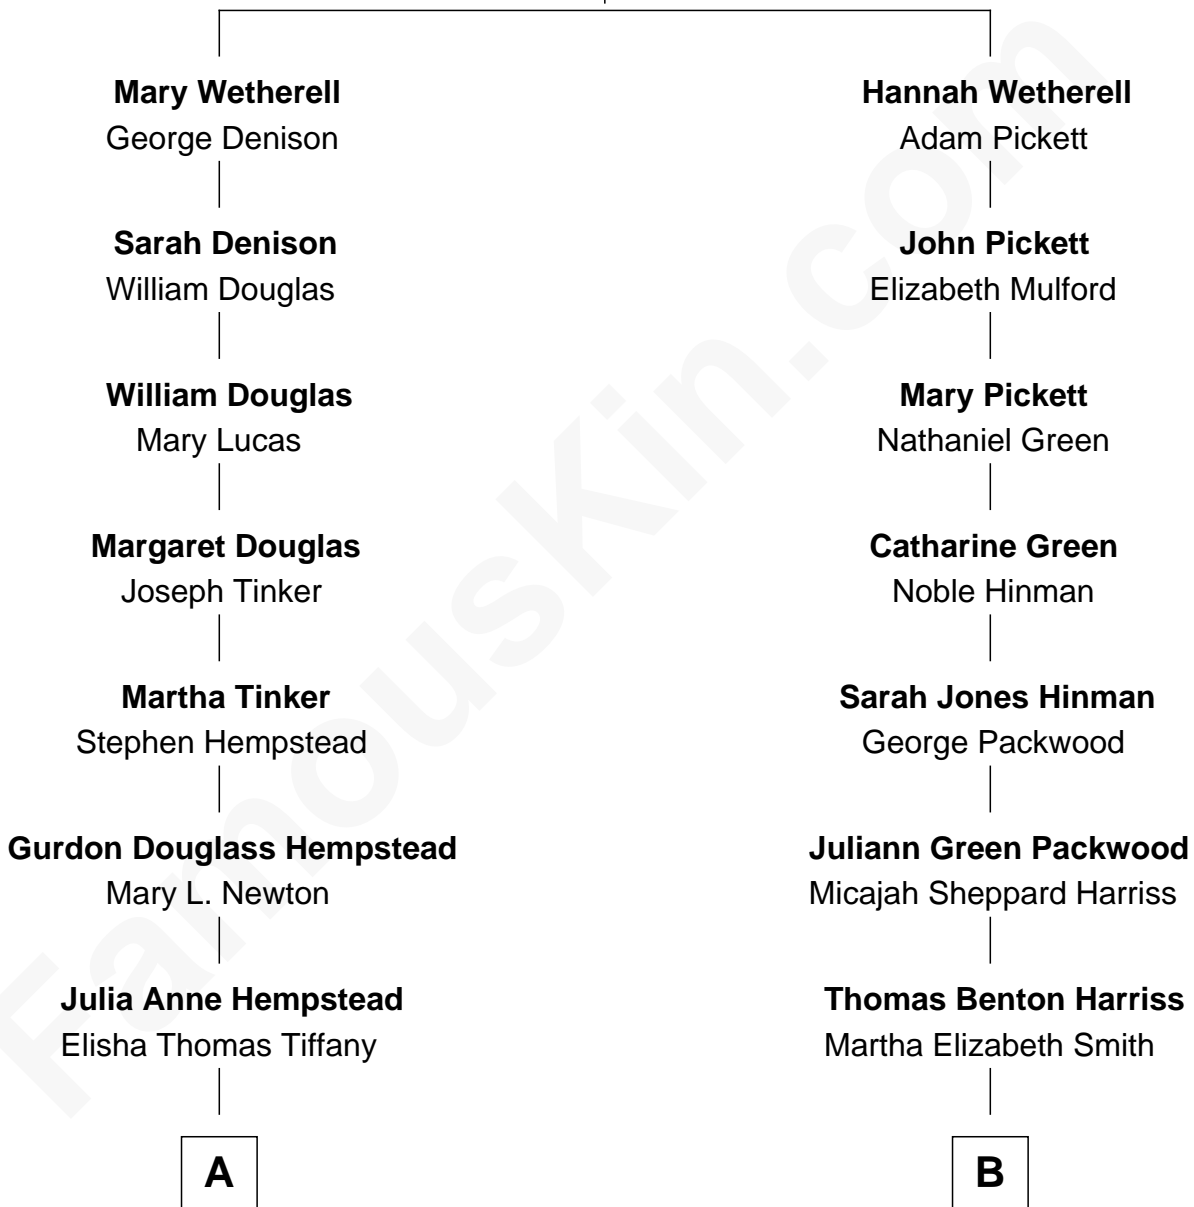 Mary Wetherell
George Denison
Hannah Wetherell
Adam Pickett
Sarah Denison
William Douglas
John Pickett
Elizabeth Mulford
William Douglas
Mary Lucas
Mary Pickett
Nathaniel Green
Margaret Douglas
Joseph Tinker
Catharine Green
Noble Hinman
Martha Tinker
Stephen Hempstead
Sarah Jones Hinman
George Packwood
Gurdon Douglass Hempstead
Mary L. Newton
Juliann Green Packwood
Micajah Sheppard Harriss
Julia Anne Hempstead
Elisha Thomas Tiffany
Thomas Benton Harriss
Martha Elizabeth Smith
A
B
FamousKin.com